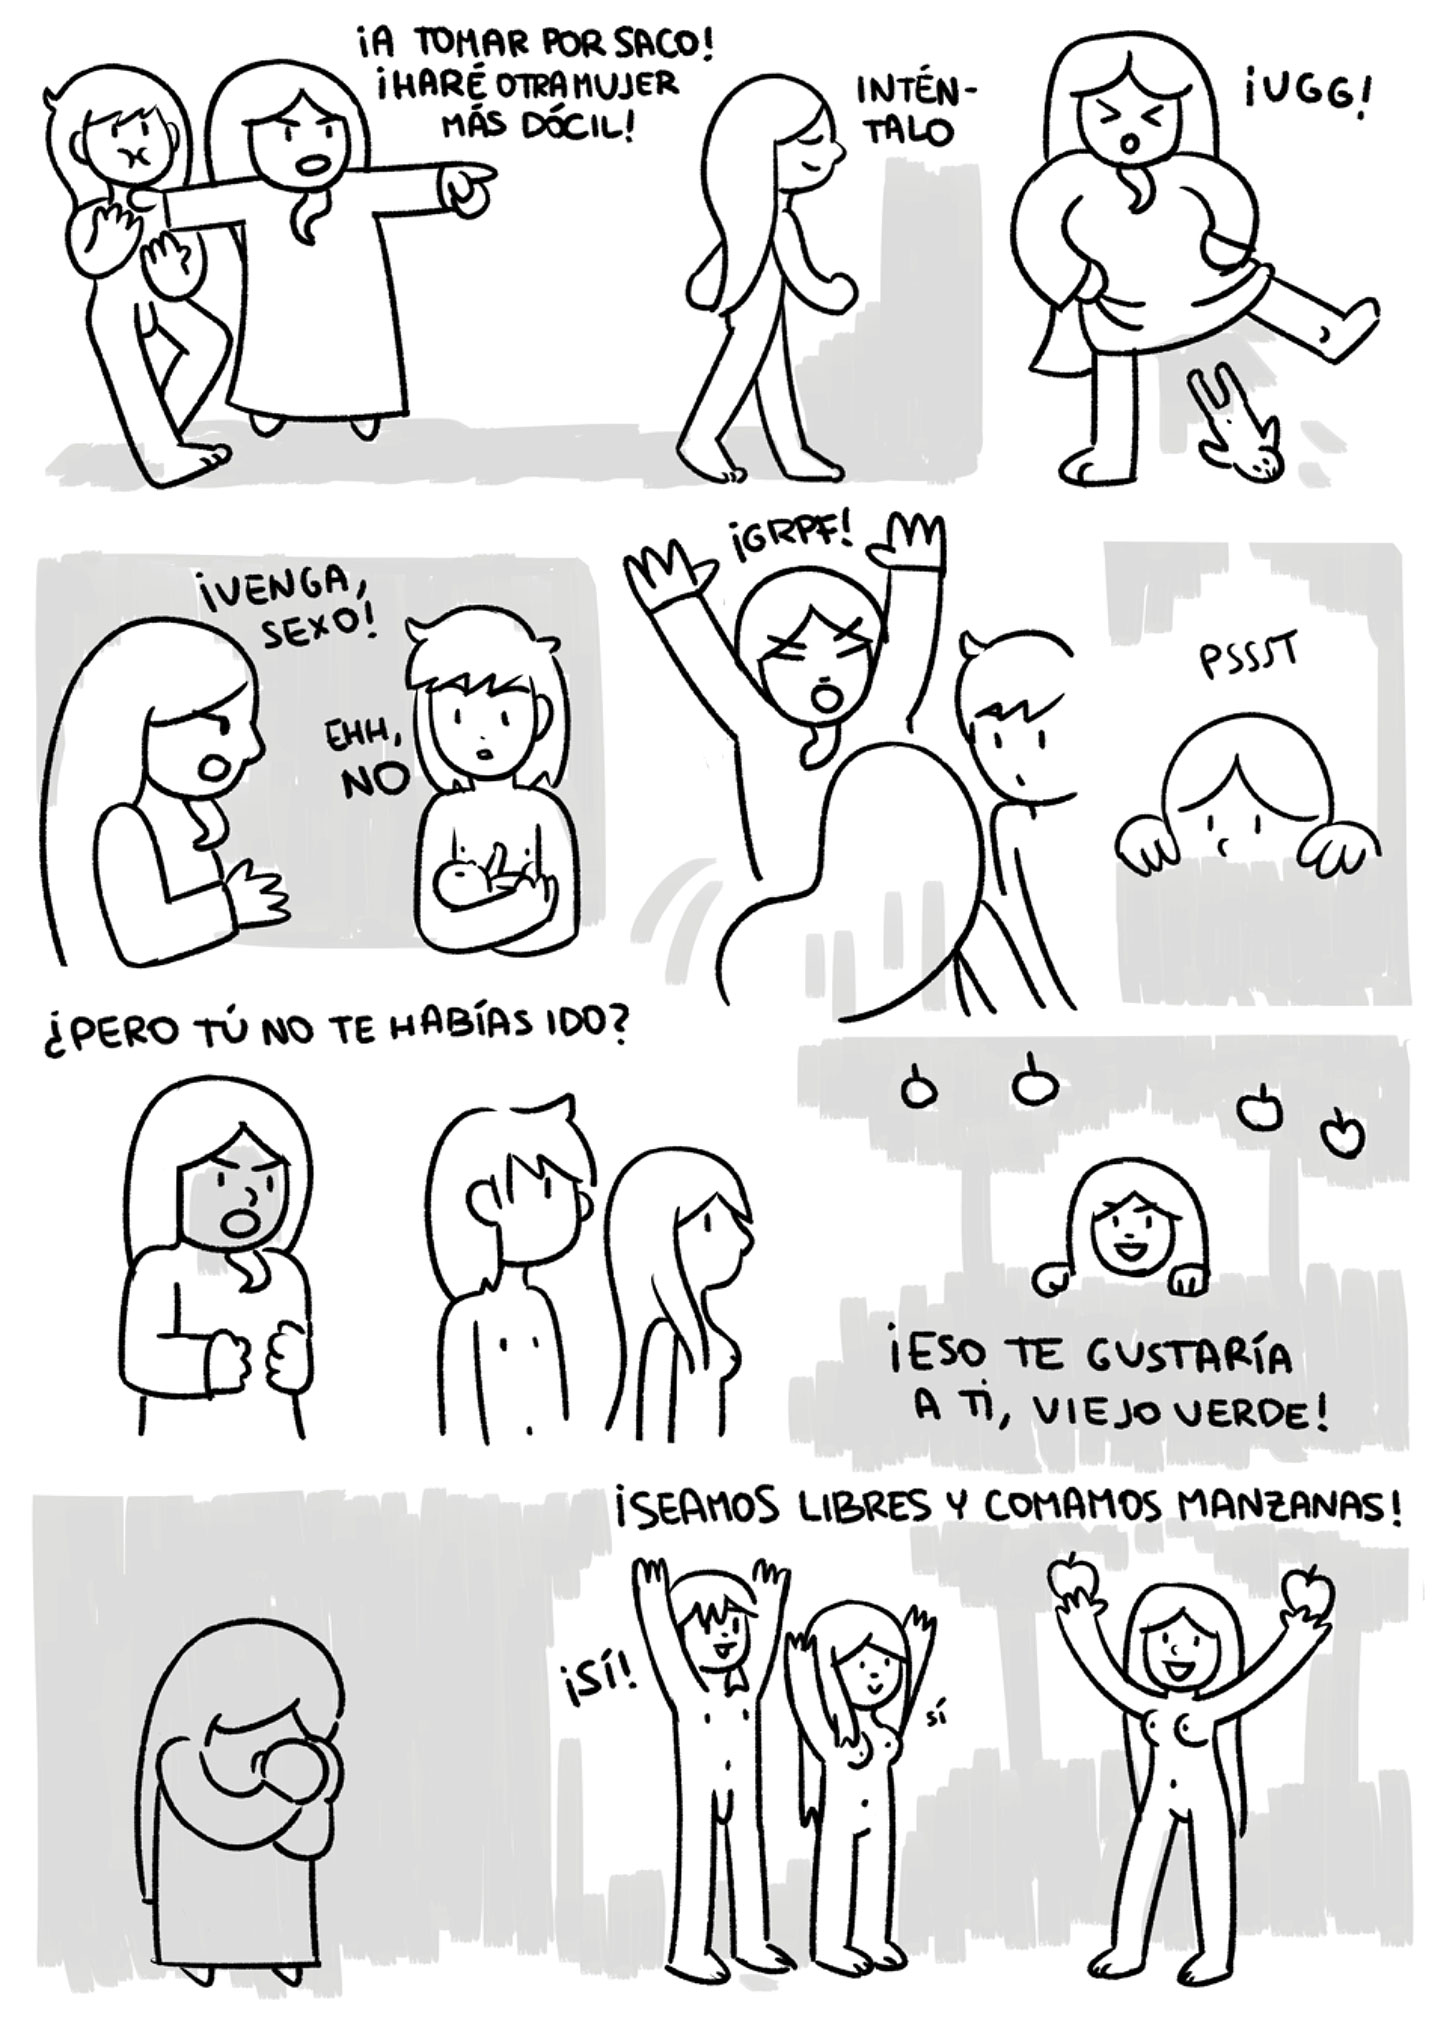 ¡A TOMAR POR SACO!
¡HARÉ OTRA MUJER
MÁS DÓCIL!
INTÉN-
TALO
¡UGG!
¡VENGA,
SEXO!
EHH,
NO
¡GRPF!
PSSST
¿PERO TÚ NO TE HABÍAS IDO?
¡ESO TE GUSTARÍA
A TI, VIEJO VERDE!
¡SEAMOS LIBRES Y COMAMOS MANZANAS!
¡SÍ!
SÍ